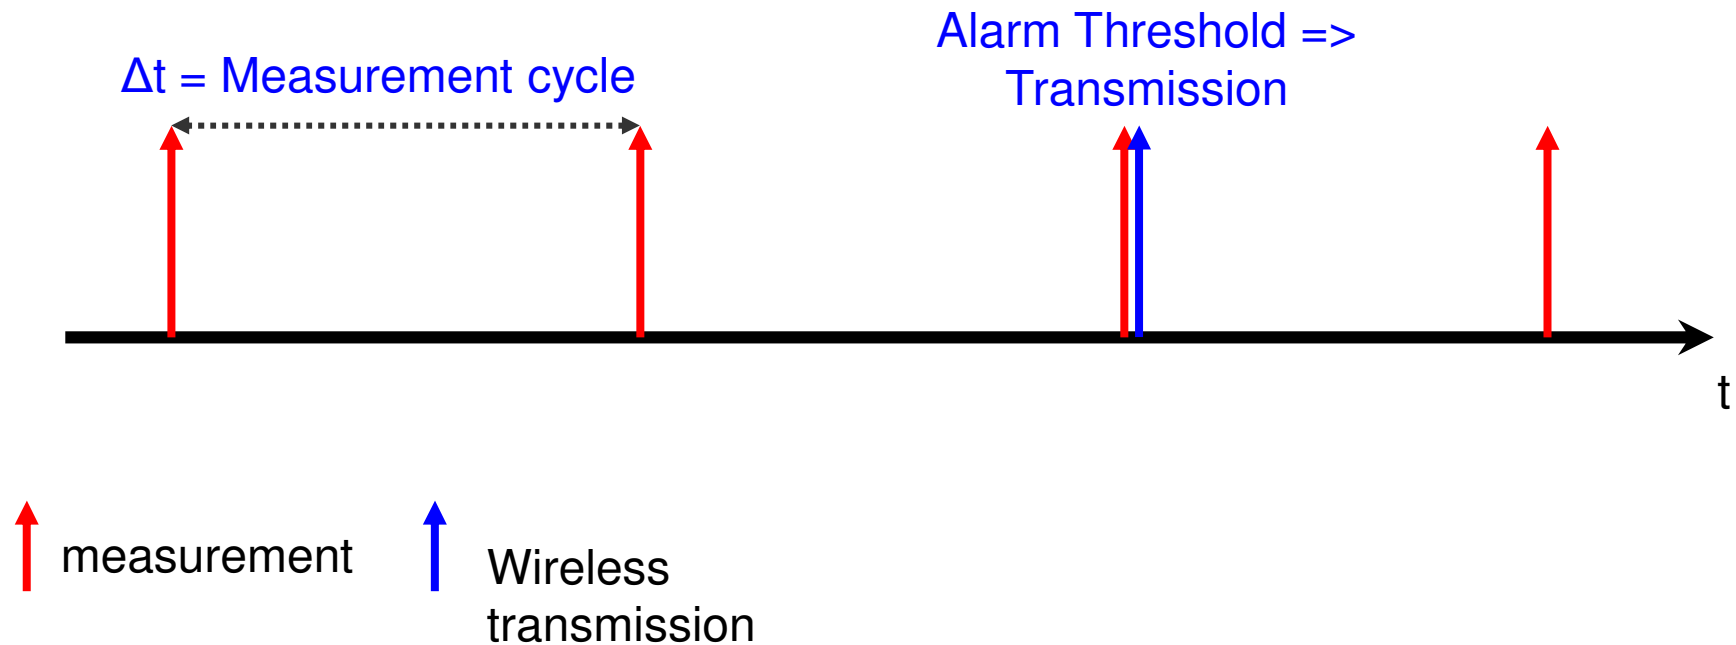 Δt = Measurement cycle
Alarm Threshold =>
Transmission
t
measurement
Wireless
transmission